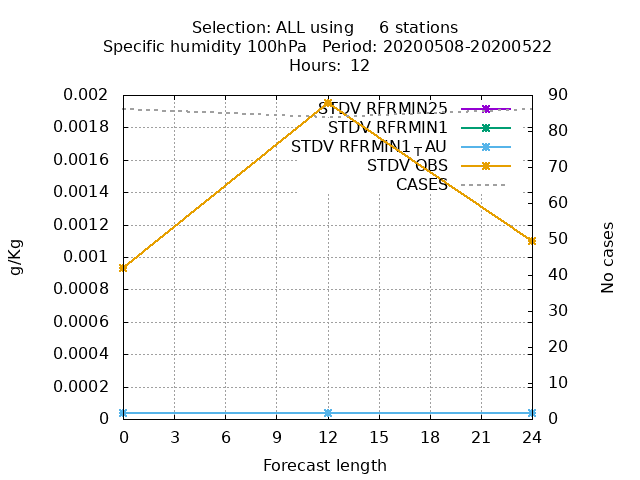 Selection: ALL using     6 stations
Specific humidity 100hPa   Period: 20200508-20200522
Hours: 12
0.002
0.0018
0.0016
0.0014
0.0012
0.001
0.0008
0.0006
0.0004
0.0002
0
g/Kg
STDV RFRMIN25
STDV RFRMIN1
STDV RFRMIN1TAU
STDV OBS
CASES
90
80
70
60
50
40
30
20
10
0
No cases
0 3 6 9 12 15 18 21 24
Forecast length